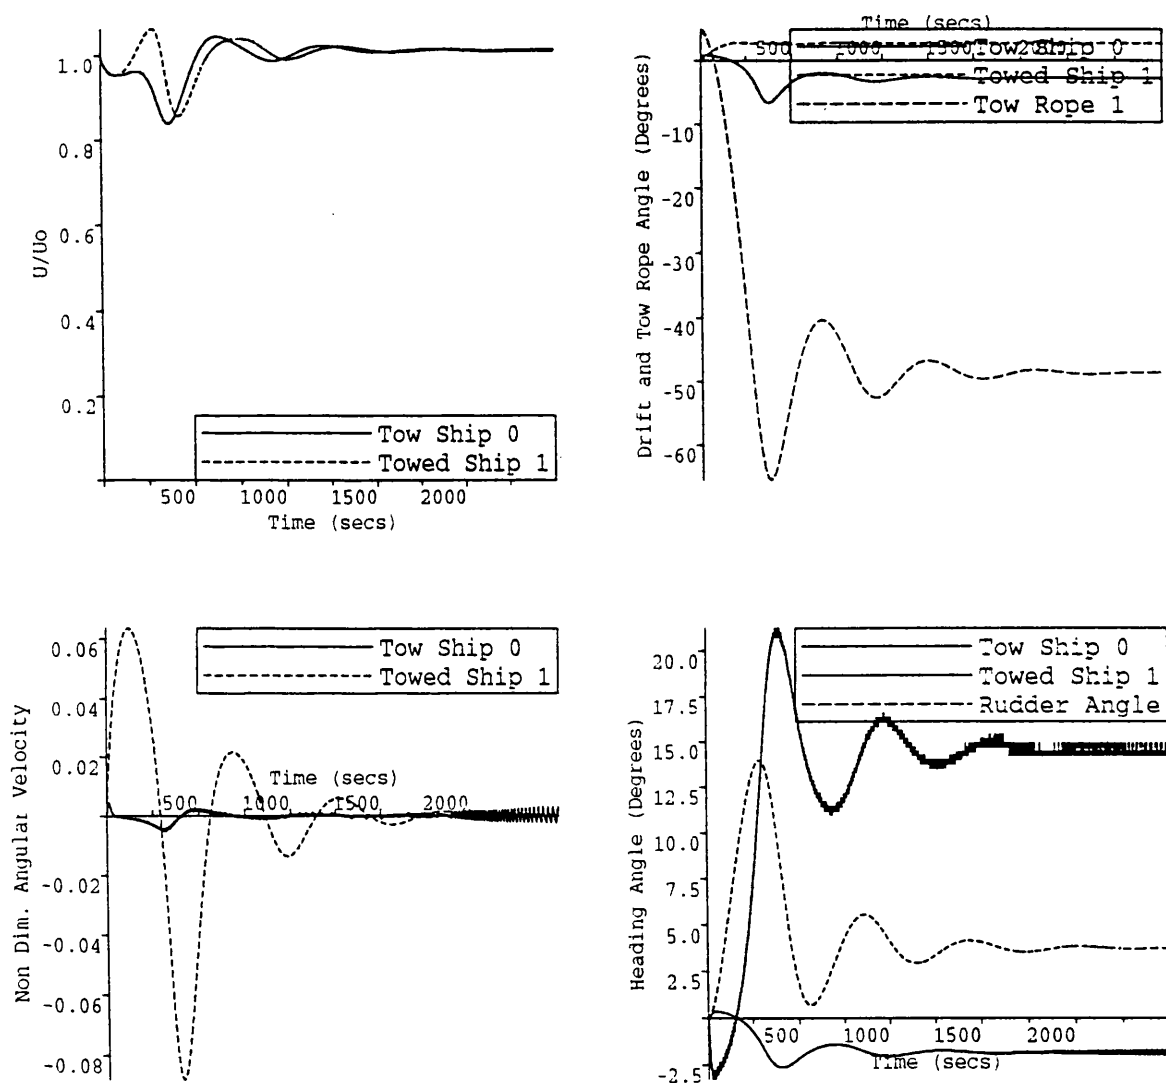 1.0
0.8
0.6
0.4
0.2
U/Uo
Tow Ship 0
Towed Ship 1
500 1000 1500 2000
Time (secs)
Time (secs)
500 1000 1500 2000
Tow Ship 0
Towed Ship 1
Tow Rope 1
-10
-20
-30
-40
-50
-60
Drift and Tow Rope Angle (Degrees)
0.06
0.04
0.02
-0.02
-0.04
-0.06
-0.08
Non Dim. Angular Velocity
Tow Ship 0
Towed Ship 1
Time (secs)
500 1000 1500 2000
20.0
17.5
15.0
12.5
10.0
7.5
5.0
2.5
-2.5
Heading Angle (Degrees)
Tow Ship 0
Towed Ship 1
Rudder Angle
500 1000 1500 2000
Time (secs)